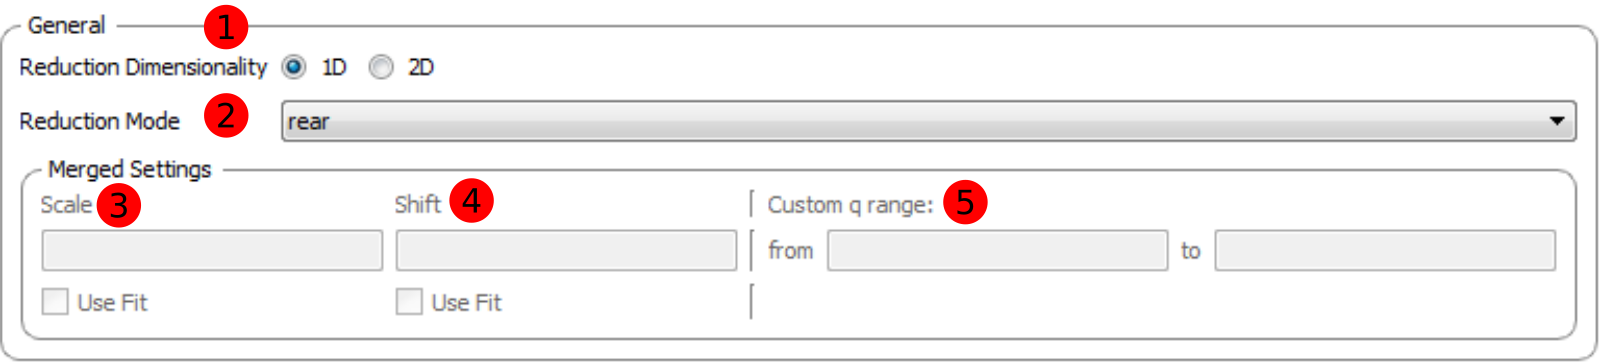 General 1
Reduction Dimensionality 1D 2D
Reduction Mode 2 rear
Merged Settings
Scale 3 Shift 4 Custom q range: 5
from to
Use Fit Use Fit